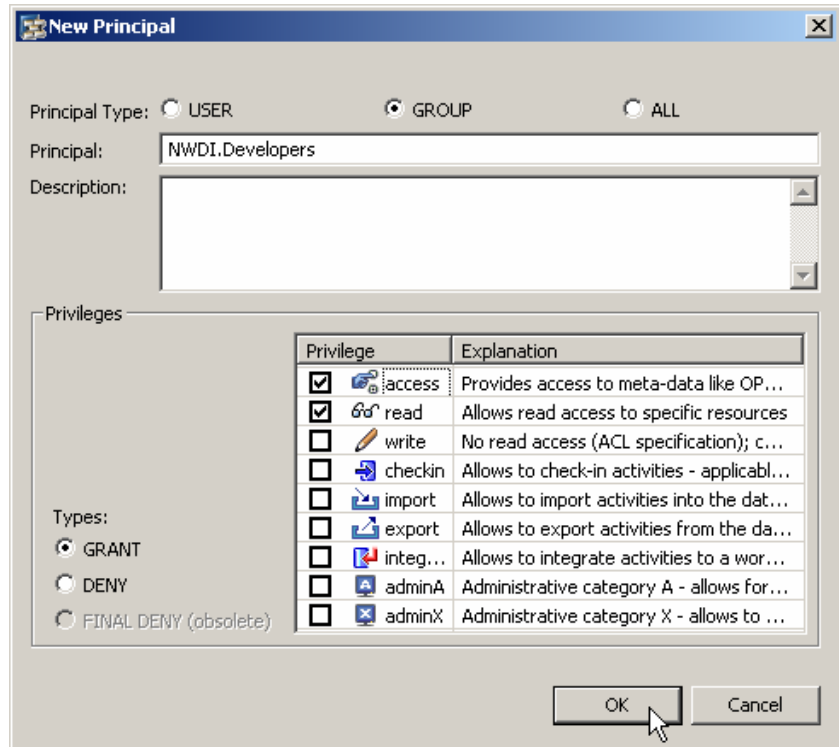 New Principal
Principal Type: USER GROUP ALL
Principal: NWDI.Developers
Description:
Privileges
Privilege Explanation
access Provides access to meta-data like OP...
read Allows read access to specific resources
write No read access (ACL specification); c...
checkin Allows to check-in activities - applicabl...
import Allows to import activities into the dat...
export Allows to export activities from the da...
integ... Allows to integrate activities to a wor...
adminA Administrative category A - allows for...
adminX Administrative category X - allows to ...
Types:
GRANT
DENY
FINAL DENY (obsolete)
OK Cancel